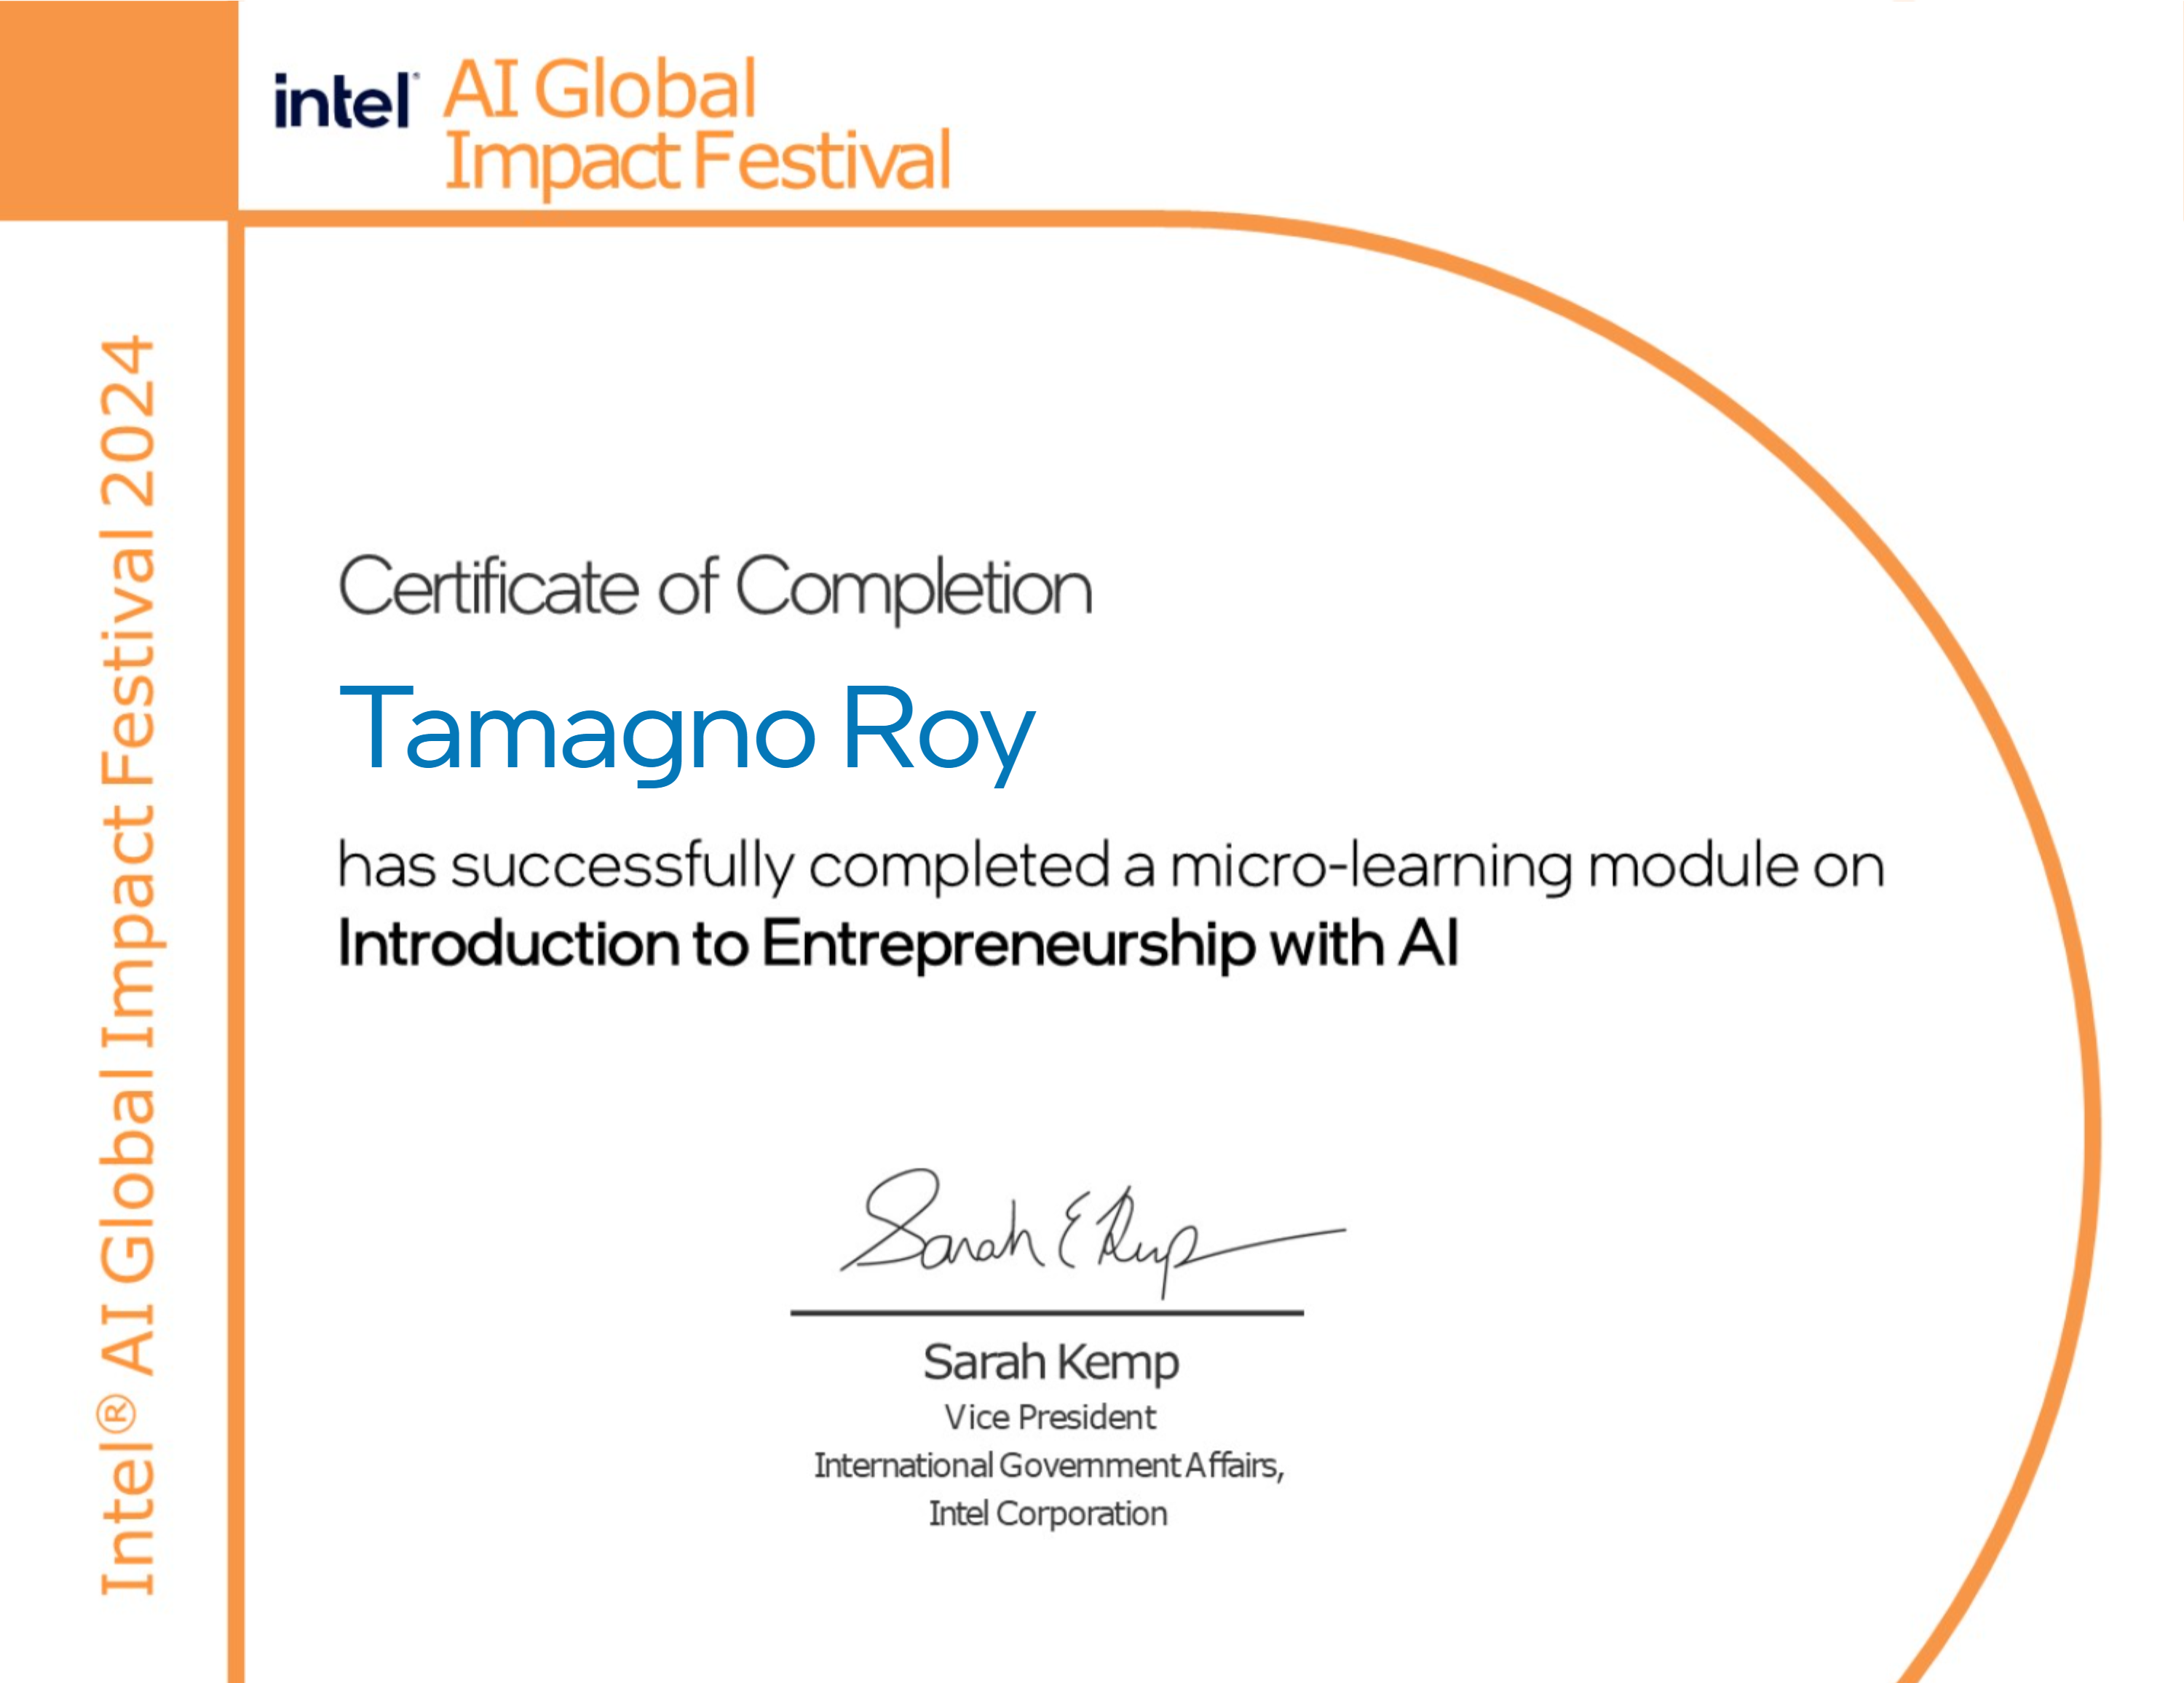 intel
AI Global
Impact Festival
Intel® AI Global Impact Festival 2024
Certificate of Completion
Tamagno Roy
has successfully completed a micro-learning module on
Introduction to Entrepreneurship with AI
Sarah E Kemp
Sarah Kemp
Vice President
International Government Affairs,
Intel Corporation